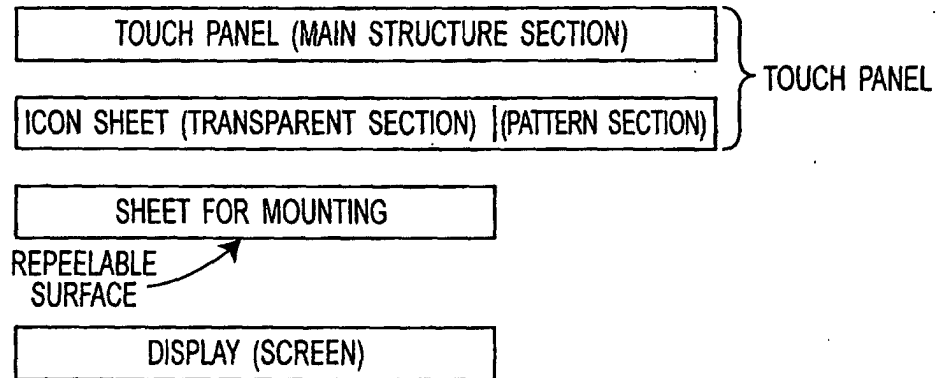 TOUCH PANEL (MAIN STRUCTURE SECTION)
TOUCH PANEL
ICON SHEET (TRANSPARENT SECTION) (PATTERN SECTION)
SHEET FOR MOUNTING
REPEELABLE
SURFACE
DISPLAY (SCREEN)